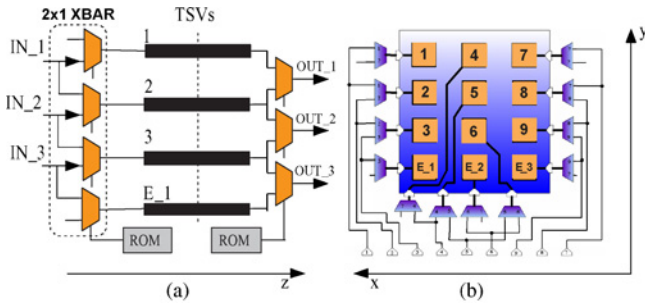 2x1 XBAR
TSVs
IN_1
IN_2
IN_3
1
2
3
E_1
OUT_1
OUT_2
OUT_3
ROM
ROM
z
(a)
y
1
4
7
2
5
8
3
6
9
E_1
E_2
E_3
x
(b)